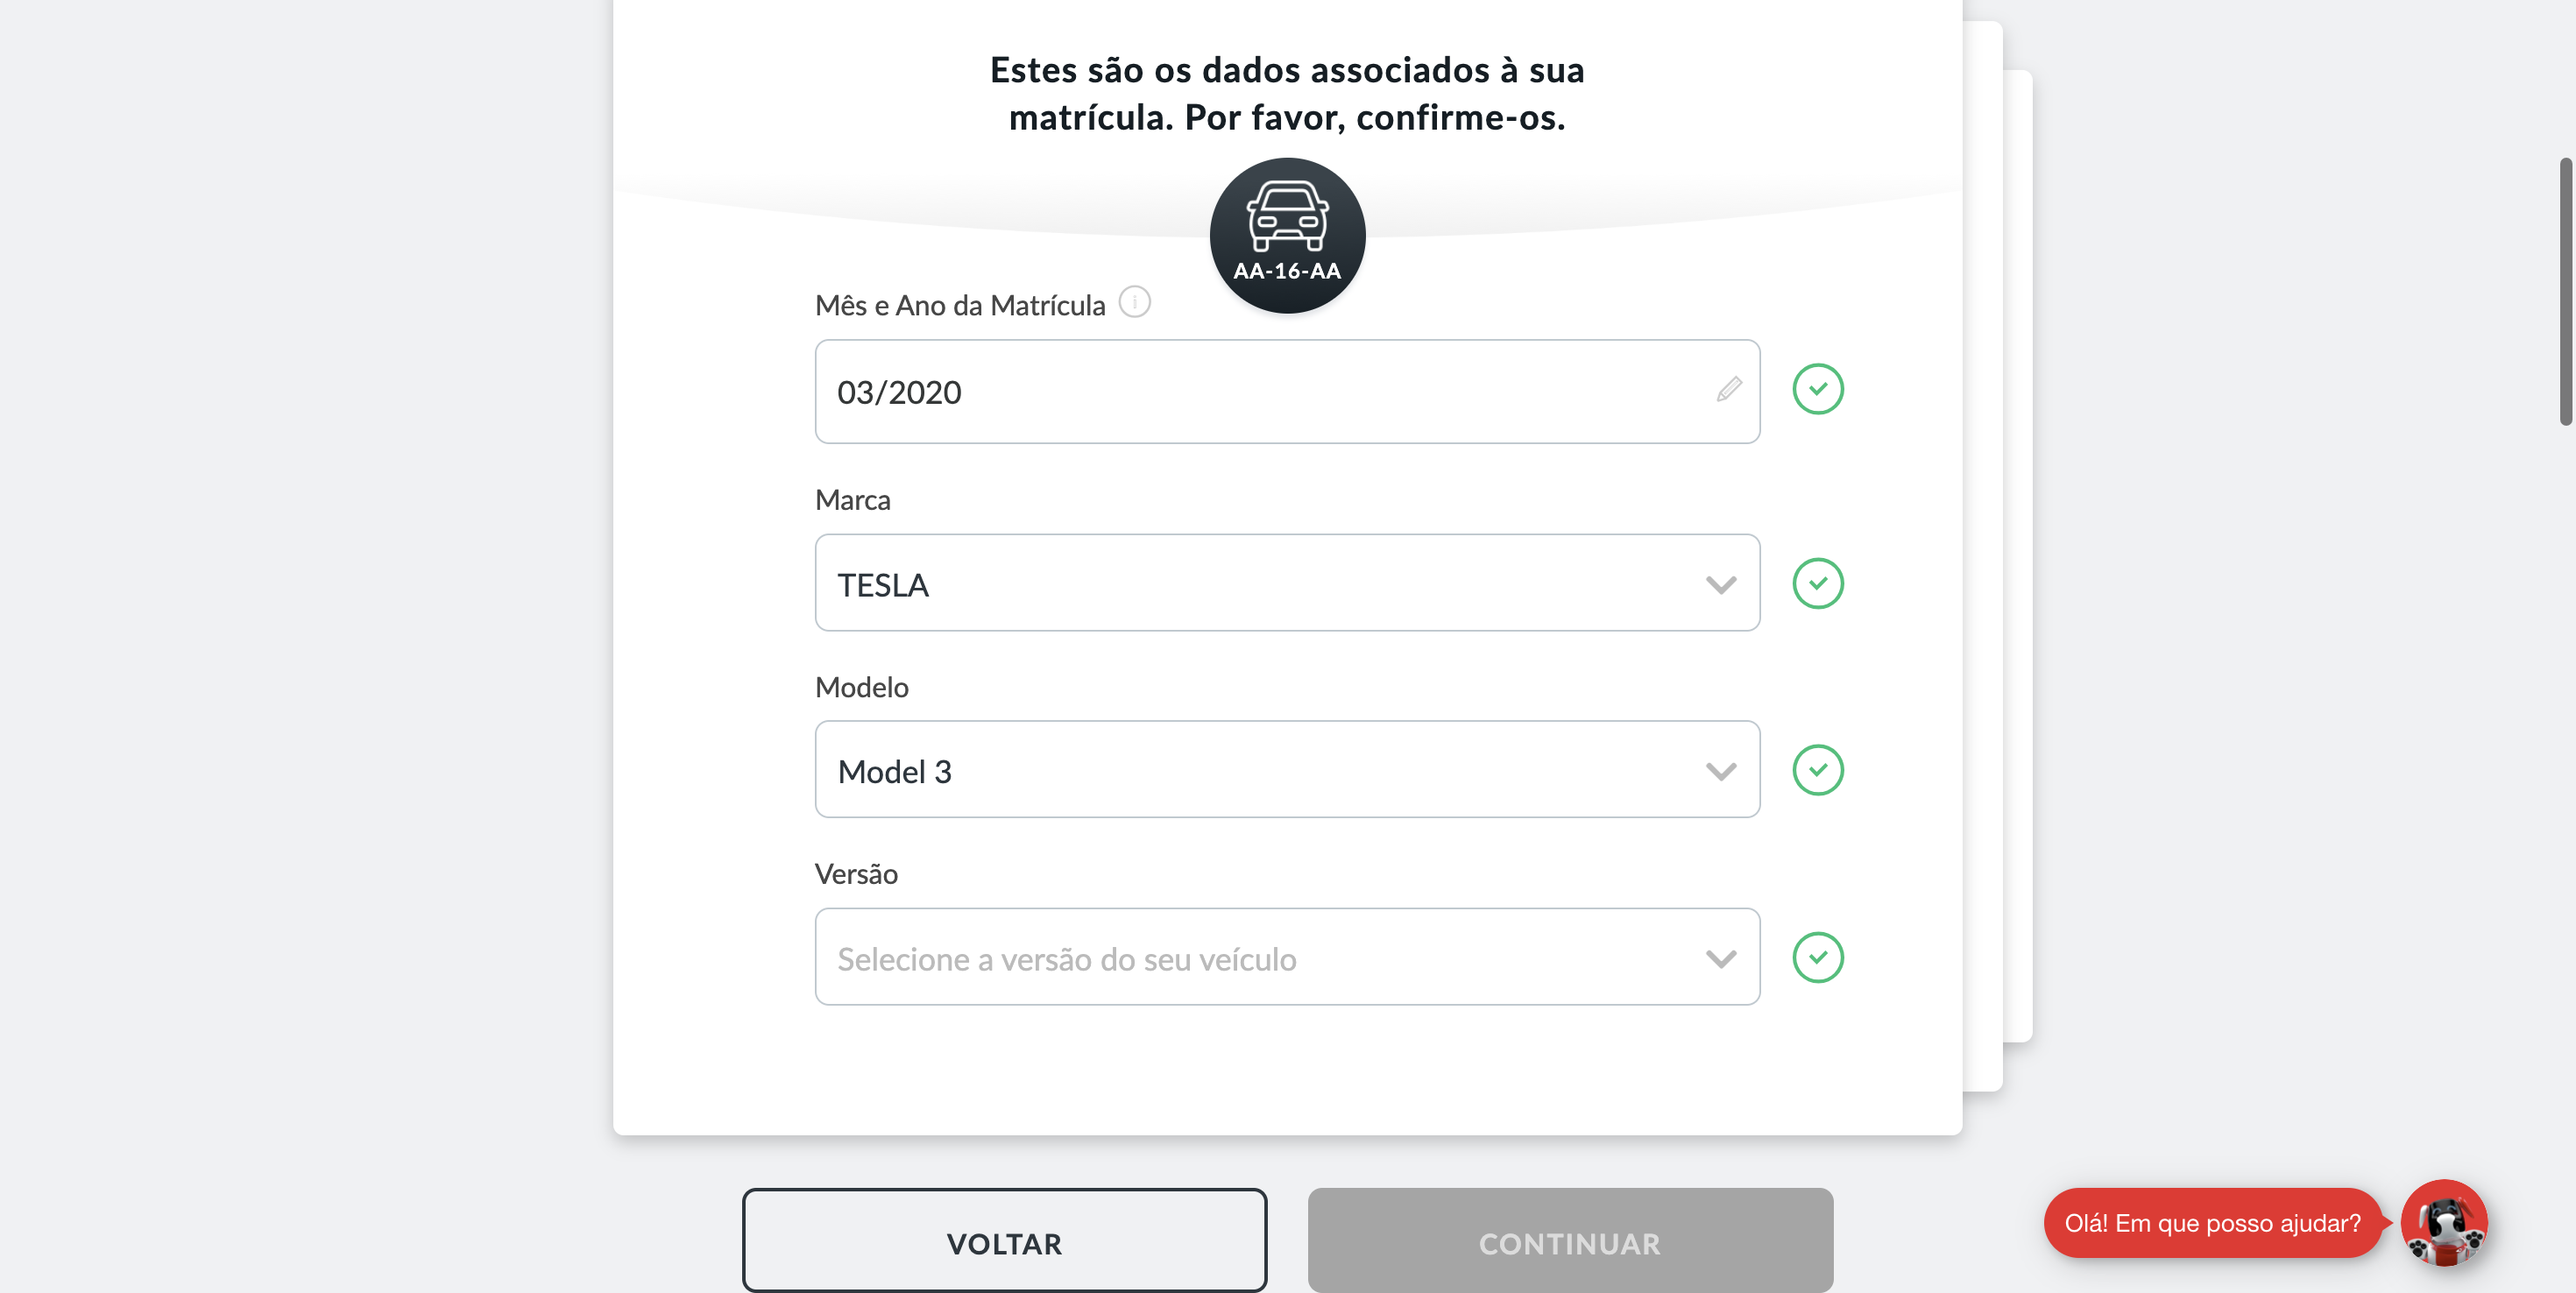 Estes são os dados associados à sua
matrícula. Por favor, confirme-os.
AA-16-AA
Mês e Ano da Matrícula
03/2020
Marca
TESLA
Modelo
Model 3
Versão
Selecione a versão do seu veículo
VOLTAR
CONTINUAR
Olá! Em que posso ajudar?